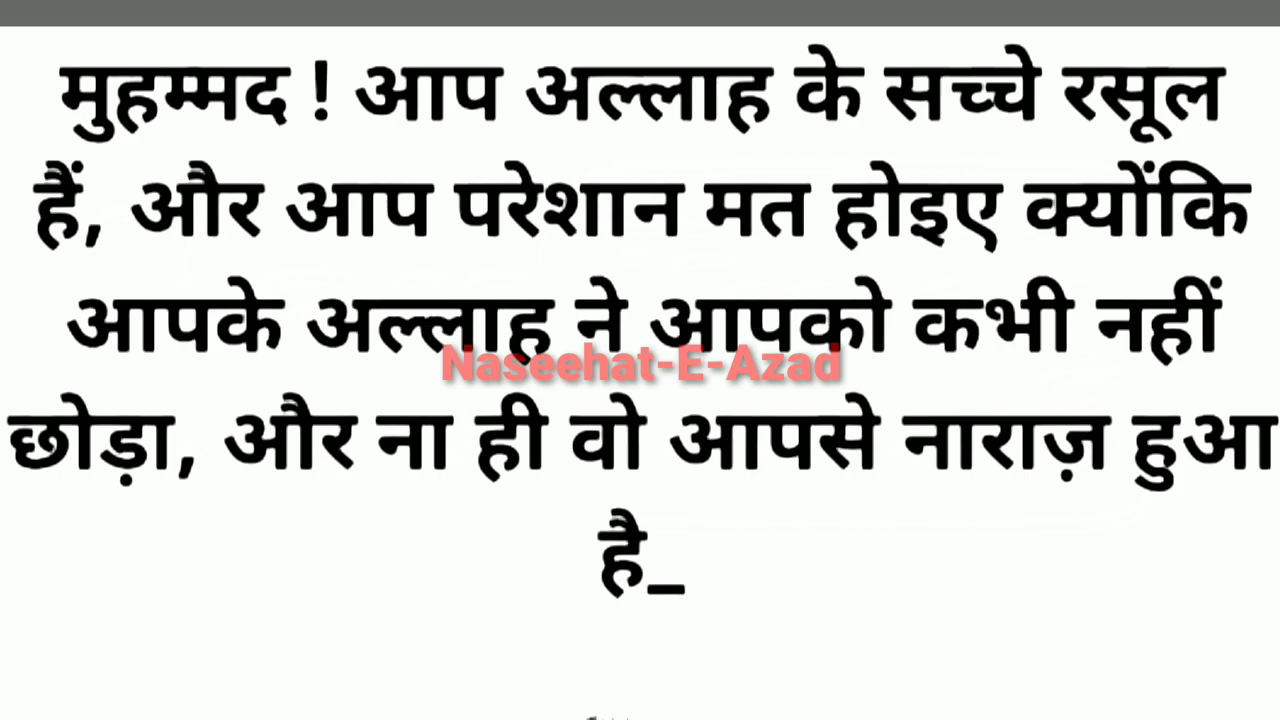 मुहम्मद ! आप अल्लाह के सच्चे रसूल
हैं, और आप परेशान मत होइए क्योंकि
आपके अल्लाह ने आपको कभी नहीं
Naseehat-E-Azad
छोड़ा, और ना ही वो आपसे नाराज़ हुआ
है_